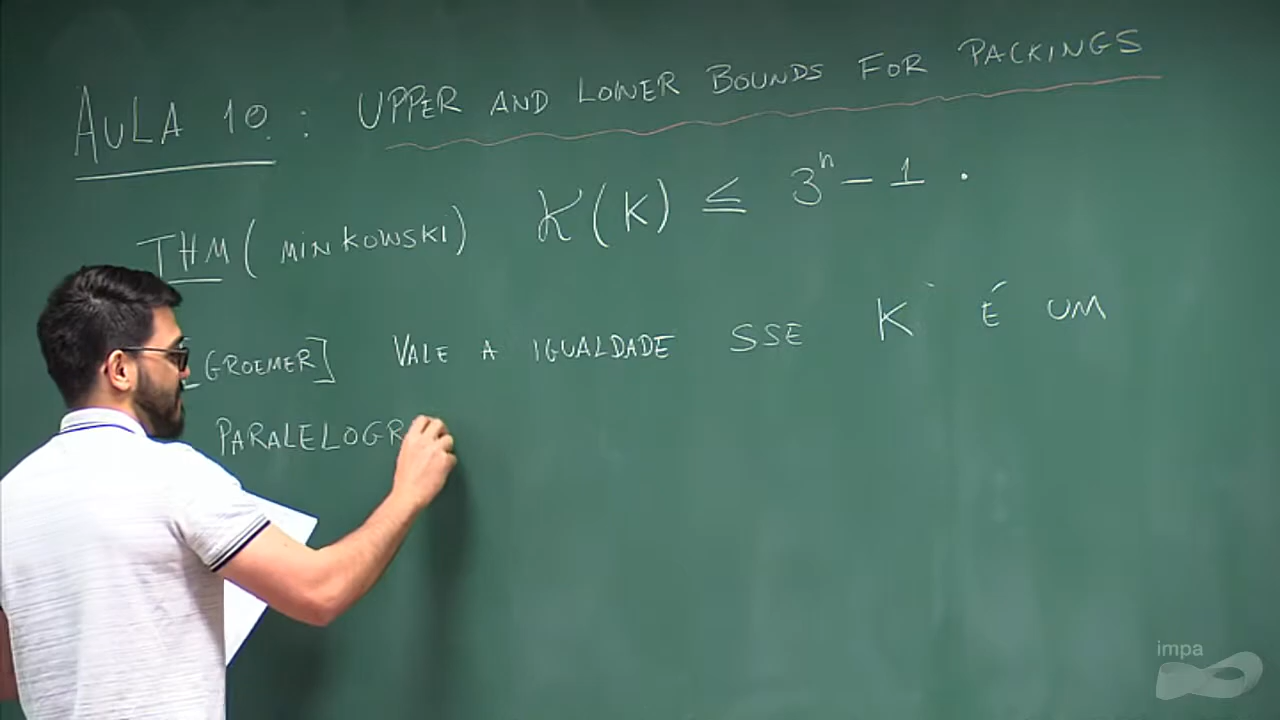 AULA 10 : UPPER AND LOWER BOUNDS FOR PACKINGS
THM (MINKOWSKI) K(K) ≤ 3ⁿ - 1 .
[GROEMER] VALE A IGUALDADE SSE K É UM
PARALELOGR
impa